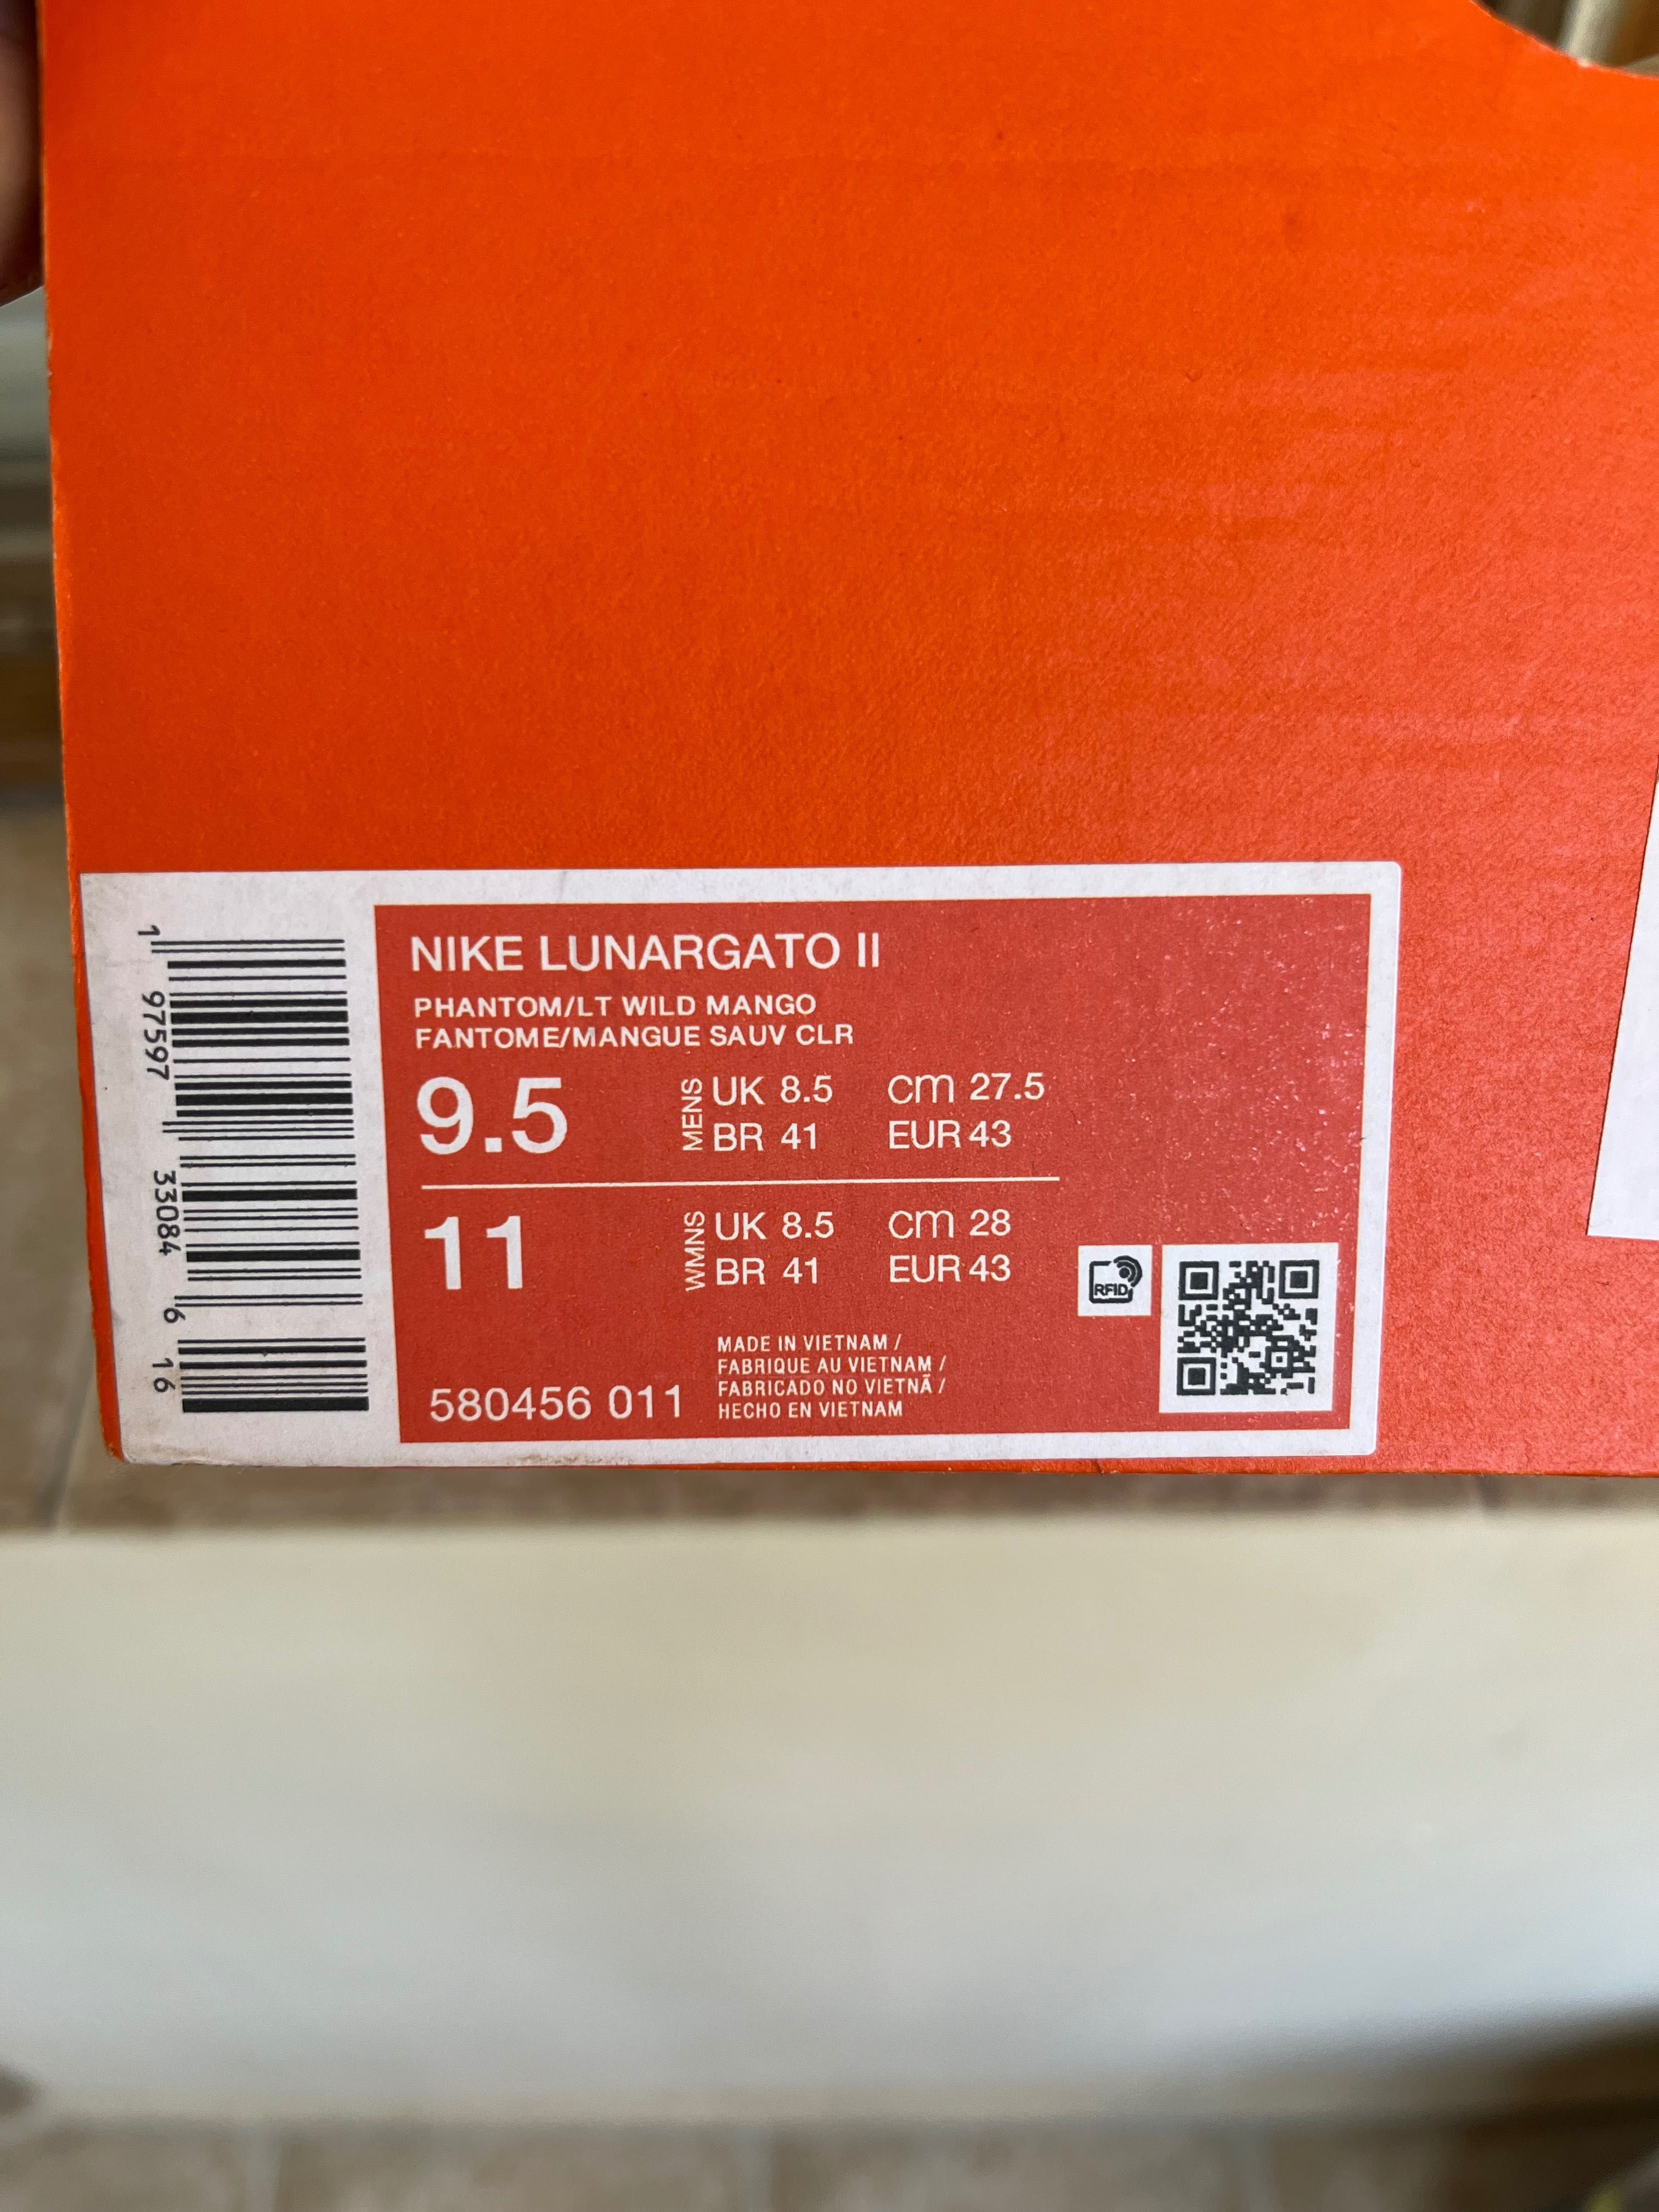 NIKE LUNARGATO II
PHANTOM/LT WILD MANGO
FANTOME/MANGUE SAUV CLR
9.5 MENS UK 8.5 cm 27.5
BR 41 EUR 43
11 WMNS UK 8.5 cm 28
BR 41 EUR 43
RFID
580456 011
MADE IN VIETNAM /
FABRIQUE AU VIETNAM /
FABRICADO NO VIETNÃ /
HECHO EN VIETNAM
1 97597 33084 6 16